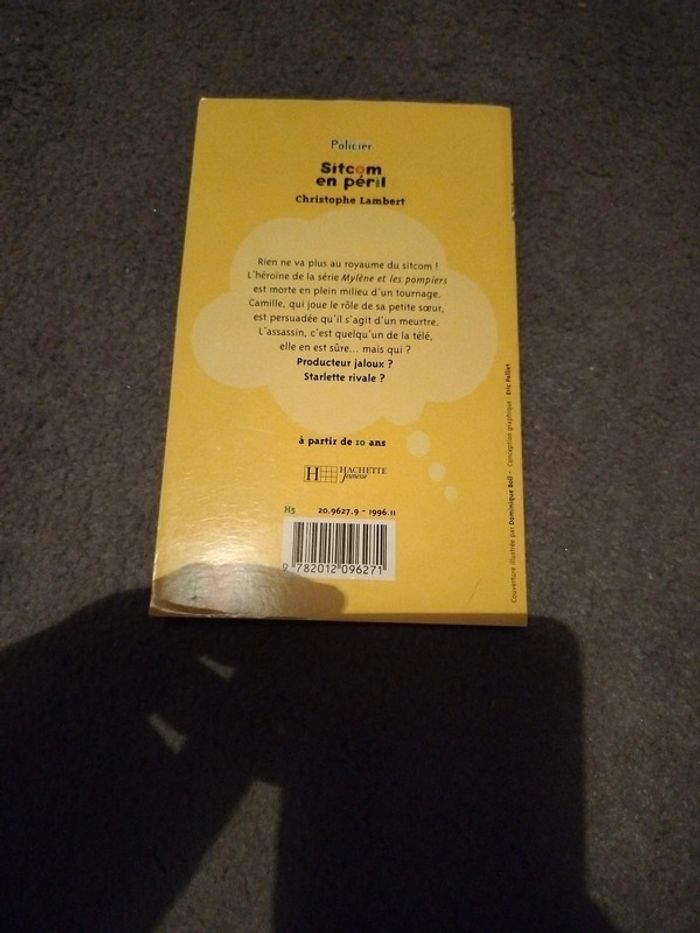 Policier
Sitcom
en péril
Christophe Lambert
Rien ne va plus au royaume du sitcom !
L'héroïne de la série Mylène et les pompiers
est morte en plein milieu d'un tournage.
Camille, qui joue le rôle de sa petite sœur,
est persuadée qu'il s'agit d'un meurtre.
L'assassin, c'est quelqu'un de la télé,
elle en est sûre... mais qui ?
Producteur jaloux ?
Starlette rivale ?
à partir de 10 ans
H HACHETTE
Jeunesse
H5 20.9627.9 - 1996.11
9 782012 096271
Couverture illustrée par Dominique Boll - Conception graphique : Eric Pallet